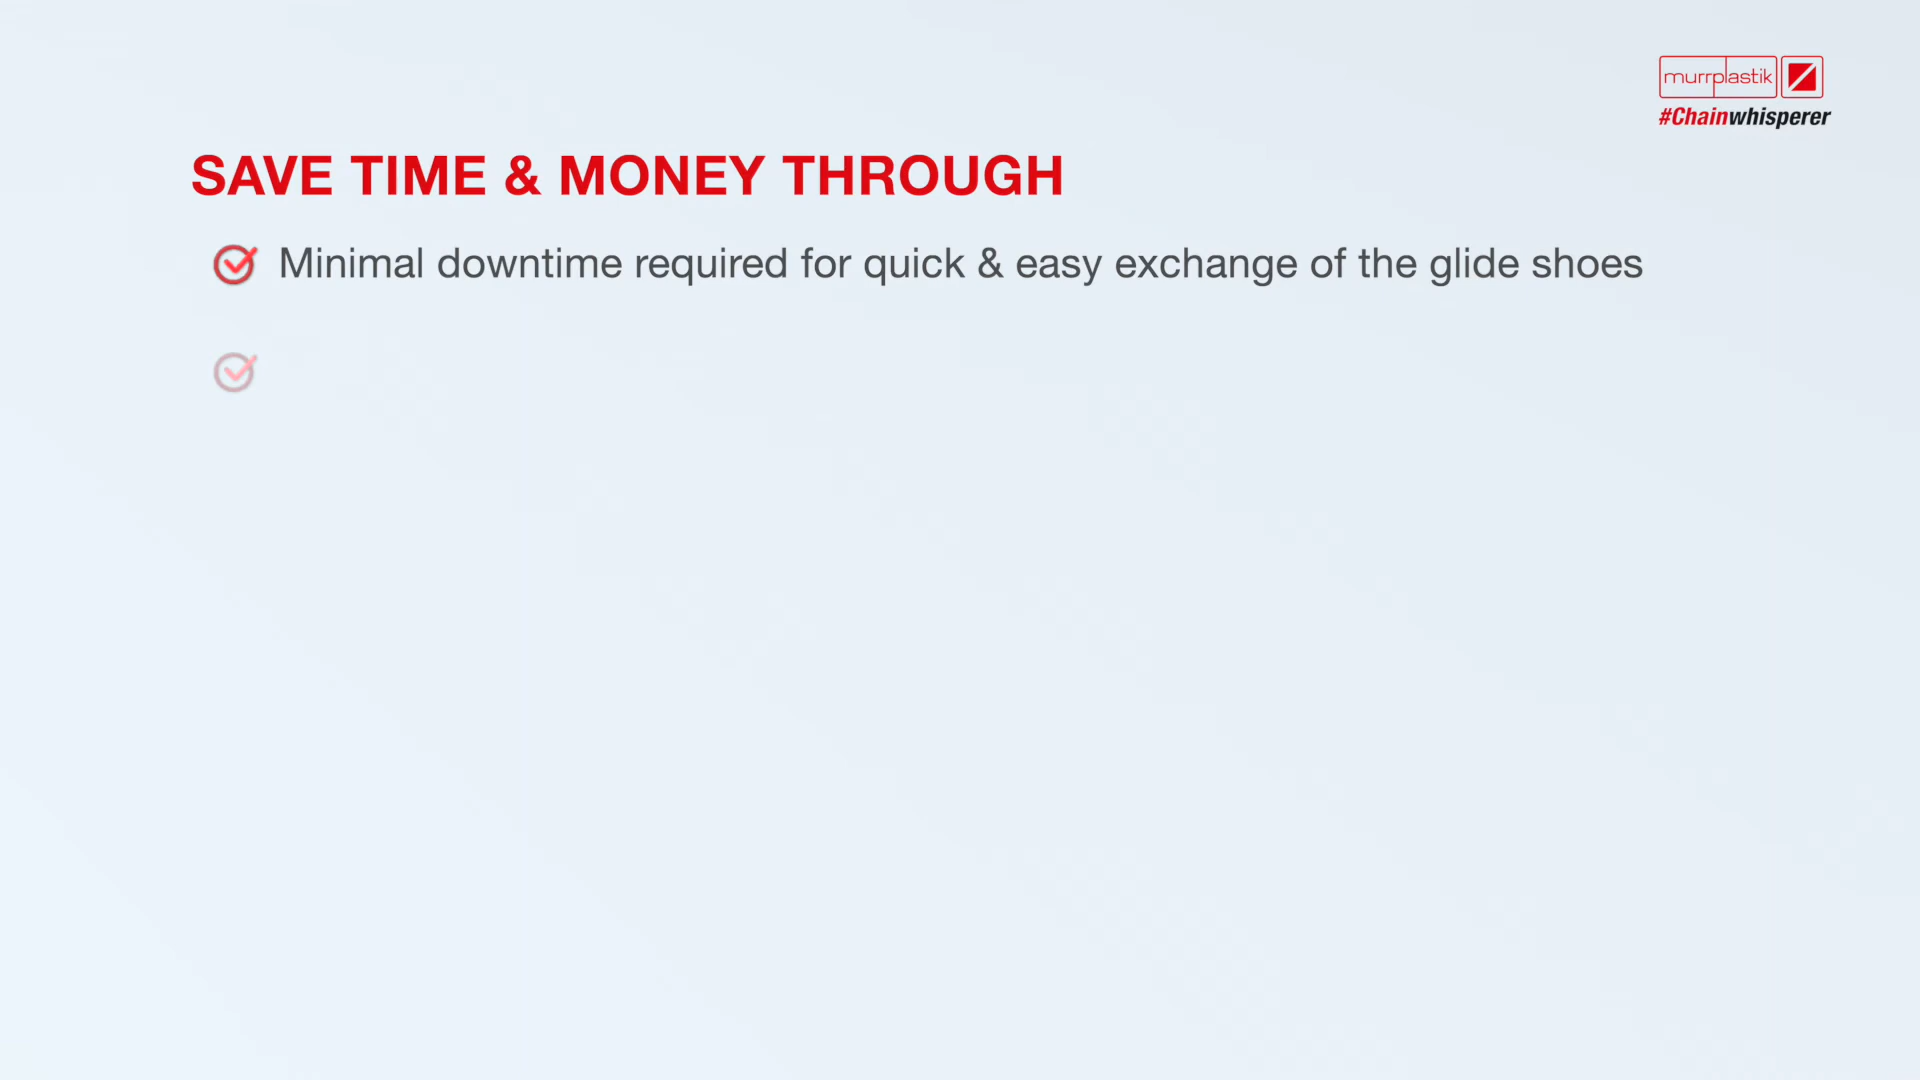 murrplastik
#Chainwhisperer
SAVE TIME & MONEY THROUGH
Minimal downtime required for quick & easy exchange of the glide shoes